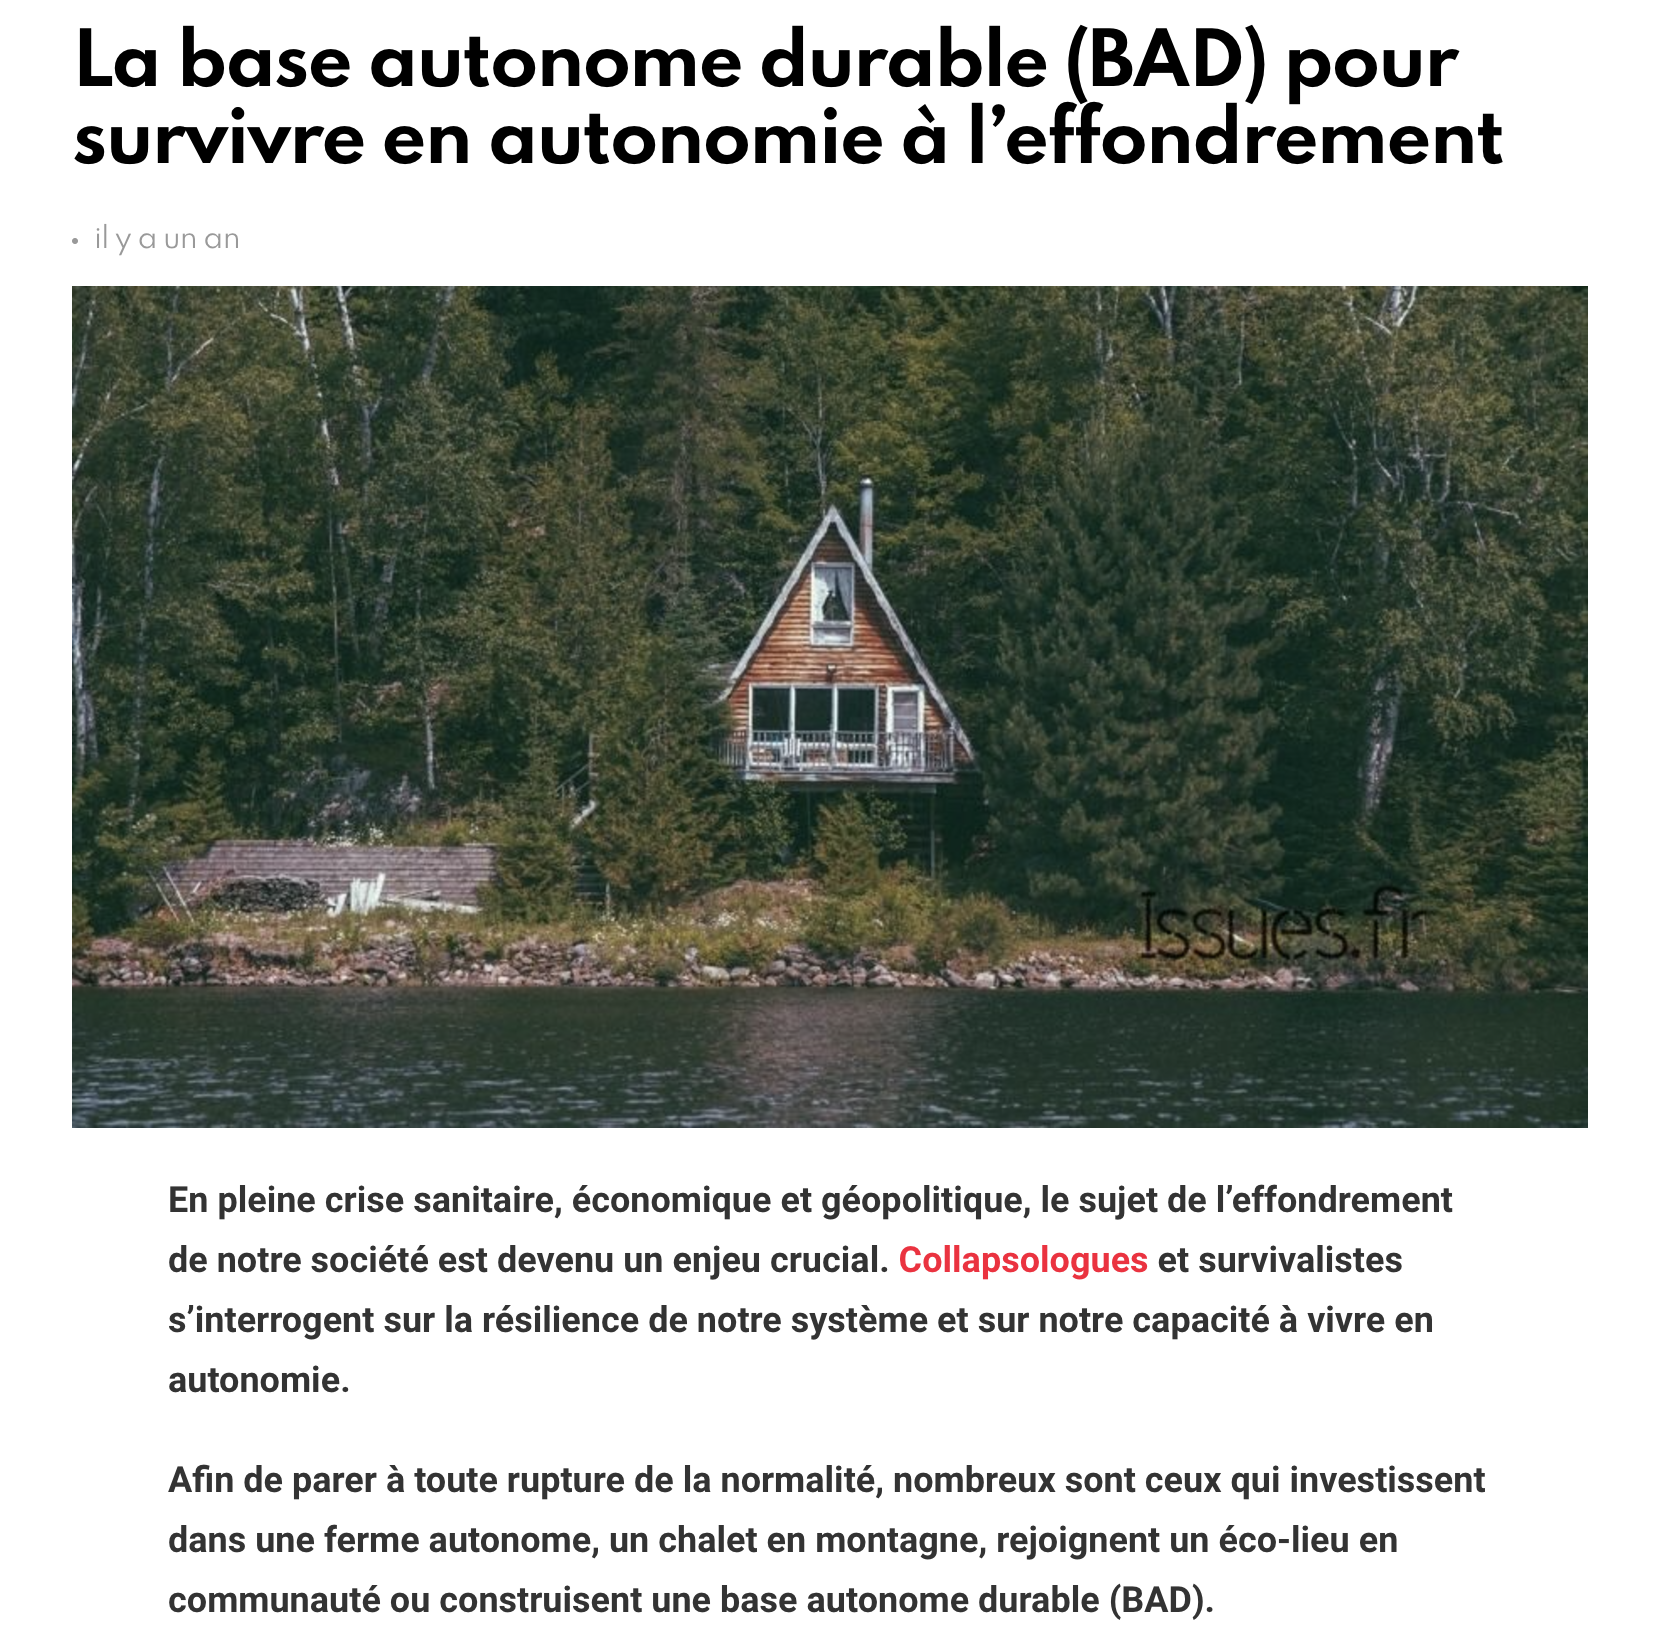 La base autonome durable (BAD) pour
survivre en autonomie à l’effondrement
• il y a un an
Issues.fr
En pleine crise sanitaire, économique et géopolitique, le sujet de l’effondrement
de notre société est devenu un enjeu crucial. Collapsologues et survivalistes
s’interrogent sur la résilience de notre système et sur notre capacité à vivre en
autonomie.
Afin de parer à toute rupture de la normalité, nombreux sont ceux qui investissent
dans une ferme autonome, un chalet en montagne, rejoignent un éco-lieu en
communauté ou construisent une base autonome durable (BAD).